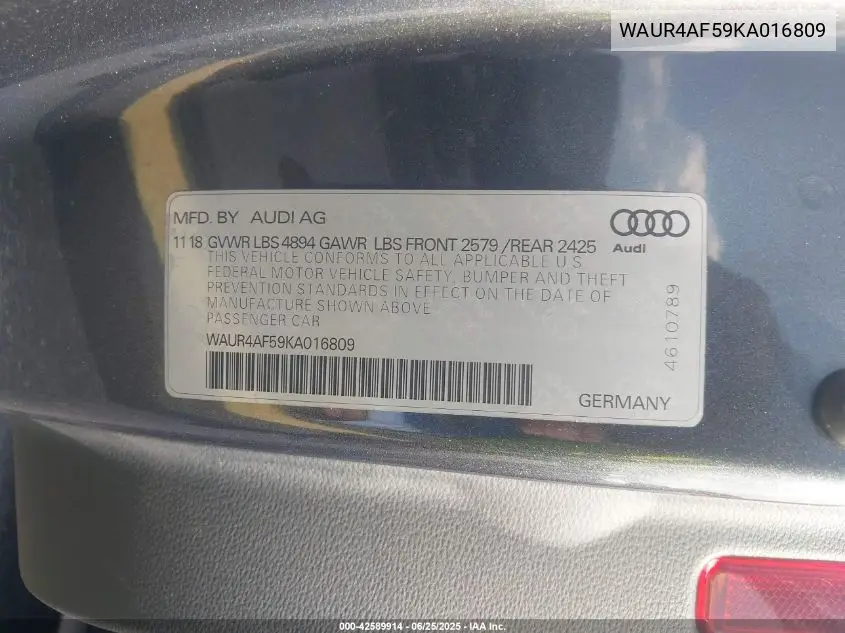 WAUR4AF59KA016809
MFD. BY AUDI AG
Audi
11 18 GVWR LBS 4894 GAWR LBS FRONT 2579 /REAR 2425
THIS VEHICLE CONFORMS TO ALL APPLICABLE U S
FEDERAL MOTOR VEHICLE SAFETY, BUMPER AND THEFT
PREVENTION STANDARDS IN EFFECT ON THE DATE OF
MANUFACTURE SHOWN ABOVE
PASSENGER CAR
WAUR4AF59KA016809
4610789
GERMANY
000-42589914 - 06/25/2025 - IAA Inc.